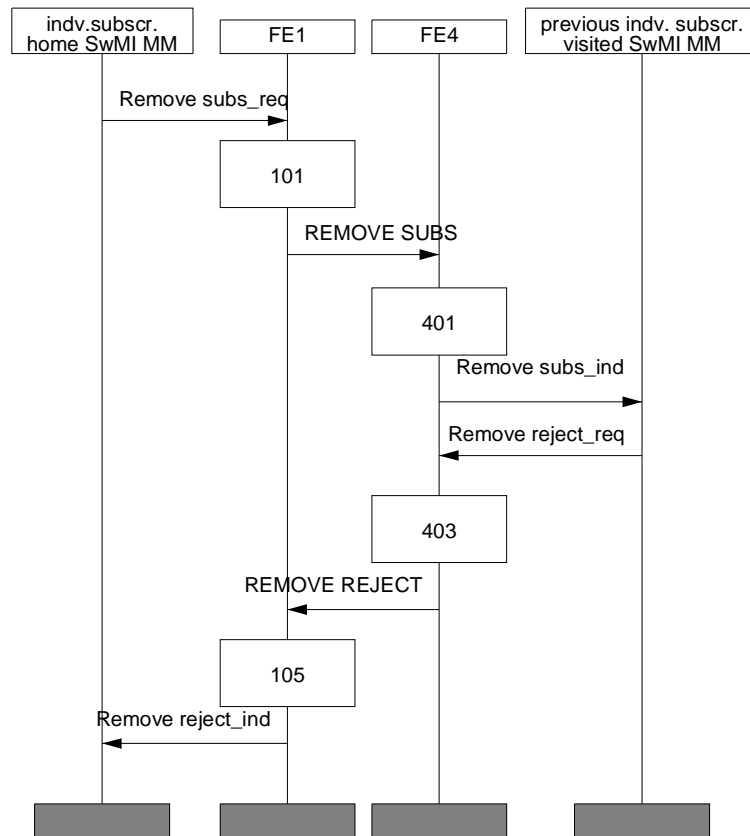 indv.subscr.
home SwMI MM
FE1
FE4
previous indv. subscr.
visited SwMI MM
Remove subs_req
101
REMOVE SUBS
401
Remove subs_ind
Remove reject_req
403
REMOVE REJECT
105
Remove reject_ind